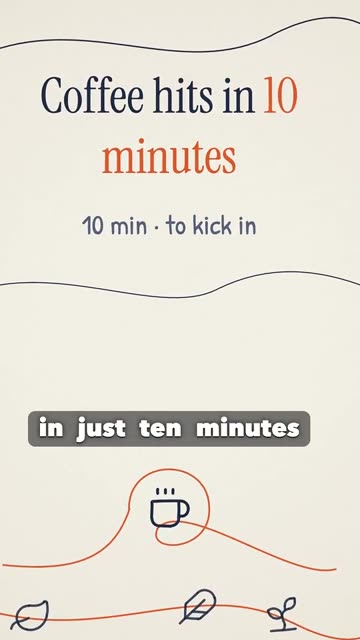 Coffee hits in 10
minutes
10 min · to kick in
in just ten minutes